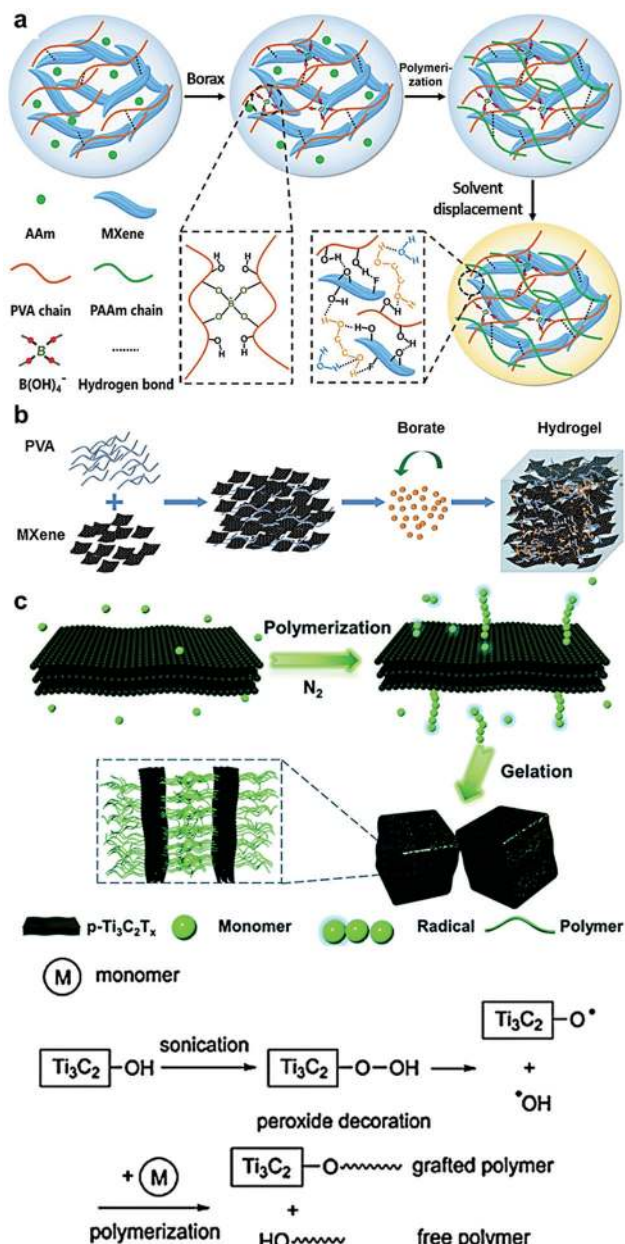 a
Borax
Polymeri-
zation
AAm
MXene
PVA chain
PAAm chain
B(OH)₄⁻
Hydrogen bond
Solvent
displacement
b
PVA
+
MXene
Borate
Hydrogel
c
Polymerization
N₂
Gelation
p-Ti₃C₂Tₓ
Monomer
Radical
Polymer
M monomer
Ti₃C₂ -OH
sonication
Ti₃C₂ -O-OH
peroxide decoration
Ti₃C₂ -O•
+
•OH
+ M
polymerization
Ti₃C₂ -O grafted polymer
+
HO free polymer